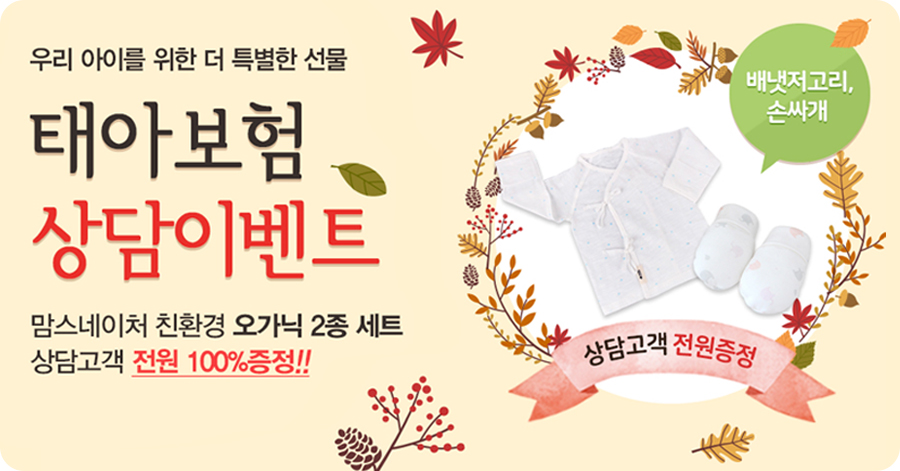 우리 아이를 위한 더 특별한 선물
태아보험
상담이벤트
맘스네이처 친환경 오가닉 2종 세트
상담고객 전원 100%증정!!
배냇저고리,
손싸개
상담고객 전원증정